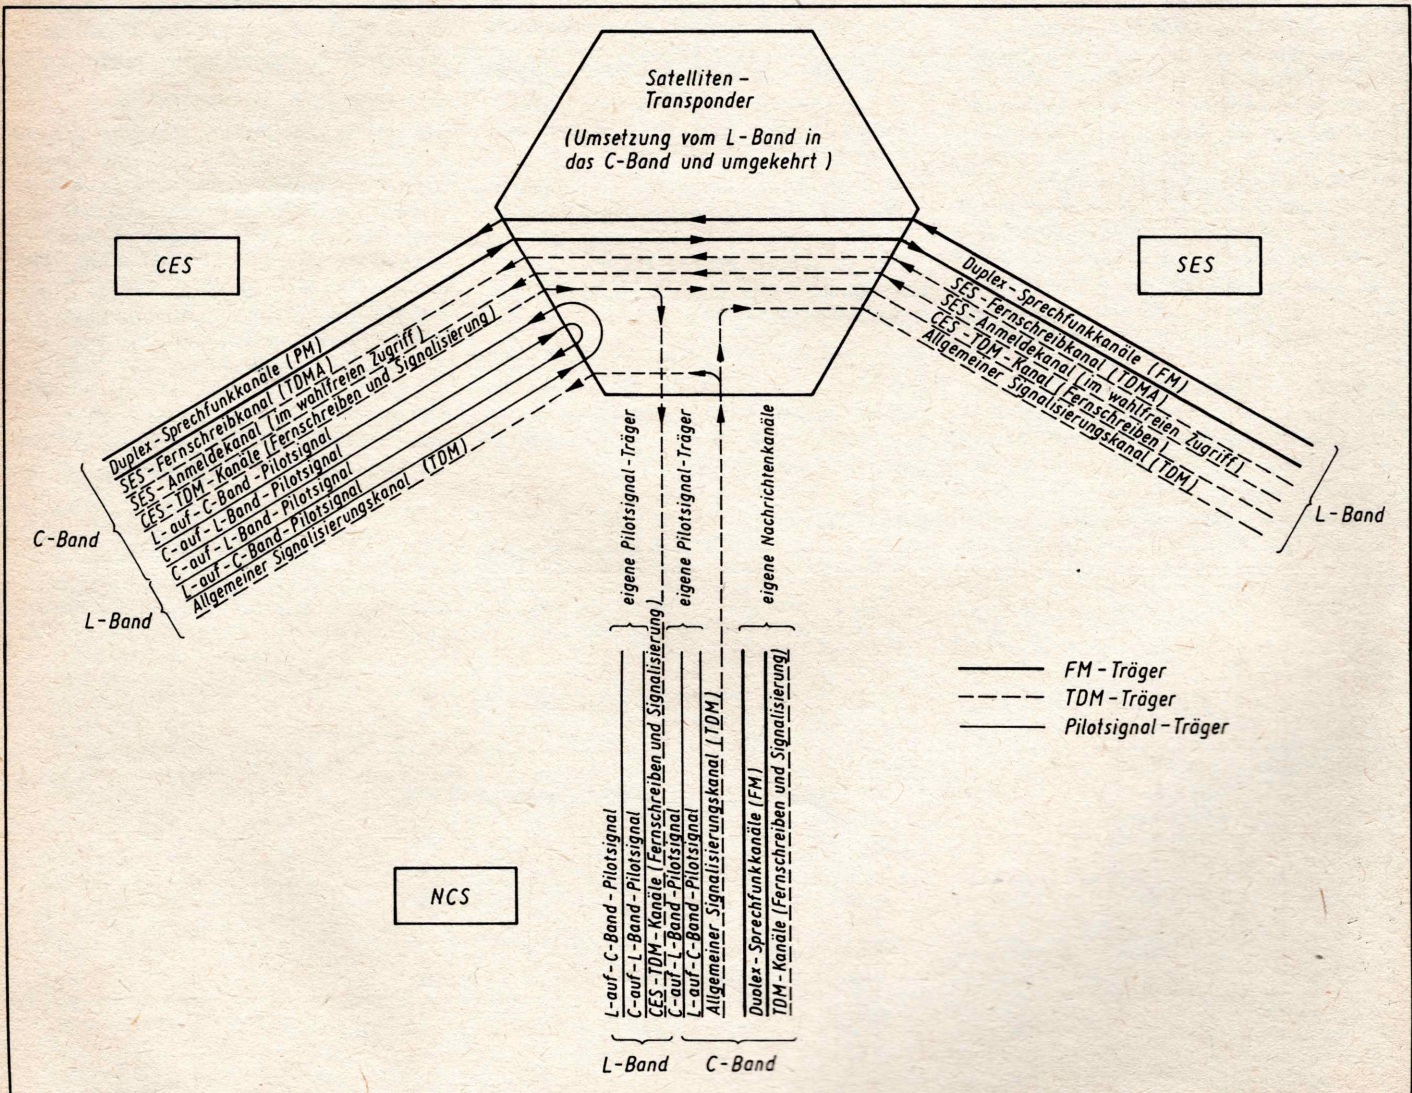 Satelliten-
Transponder
(Umsetzung vom L-Band in
das C-Band und umgekehrt)
CES
SES
Duplex-Sprechfunkkanäle (PM)
SES-Fernschreibkanal (TDMA)
SES-Anmeldekanal (im wahlfreien Zugriff)
CES-TDM-Kanäle (Fernschreiben und Signalisierung)
L-auf-C-Band-Pilotsignal
C-auf-L-Band-Pilotsignal
C-auf-L-Band-Pilotsignal
L-auf-C-Band-Pilotsignal
Allgemeiner Signalisierungskanal (TDM)
C-Band
L-Band
Duplex-Sprechfunkkanäle (FM)
SES-Fernschreibkanal (TDMA)
SES-Anmeldekanal (im wahlfreien Zugriff)
CES-TDM-Kanal (Fernschreiben)
Allgemeiner Signalisierungskanal (TDM)
L-Band
eigene Pilotsignal-Träger
eigene Pilotsignal-Träger
eigene Nachrichtenkanäle
FM-Träger
TDM-Träger
Pilotsignal-Träger
NCS
L-auf-C-Band-Pilotsignal
C-auf-L-Band-Pilotsignal
CES-TDM-Kanäle (Fernschreiben und Signalisierung)
C-auf-L-Band-Pilotsignal
L-auf-C-Band-Pilotsignal
Allgemeiner Signalisierungskanal (TDM)
Duplex-Sprechfunkkanäle (FM)
TDM-Kanäle (Fernschreiben und Signalisierung)
L-Band
C-Band